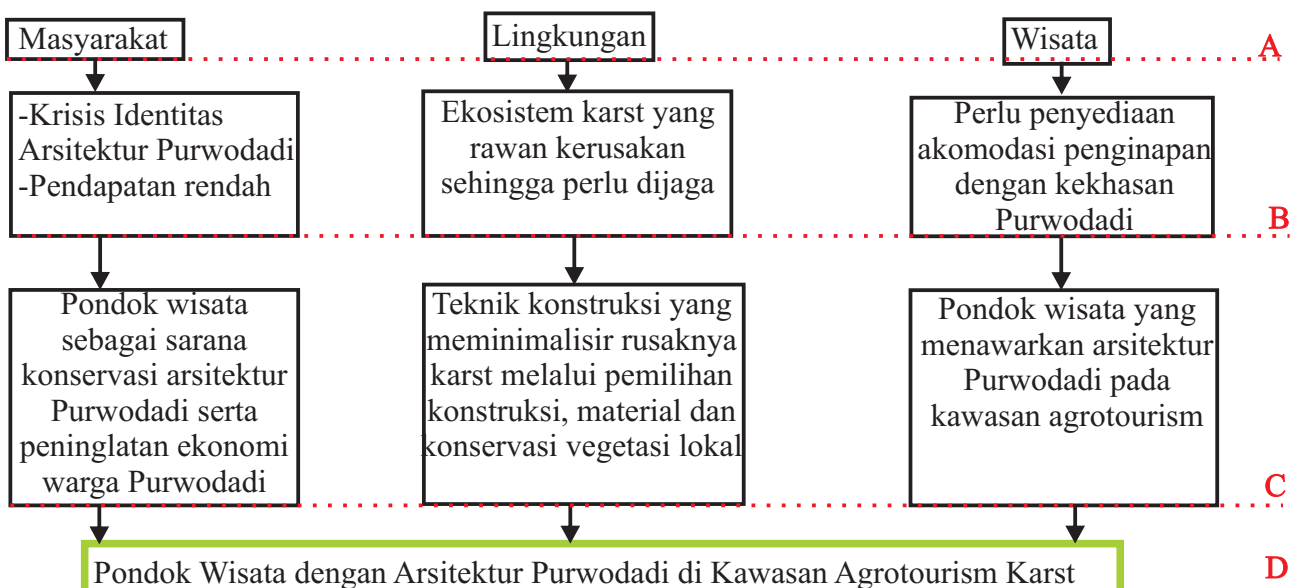 Masyarakat
Lingkungan
Wisata
A
-Krisis Identitas
Arsitektur Purwodadi
-Pendapatan rendah
Ekosistem karst yang
rawan kerusakan
sehingga perlu dijaga
Perlu penyediaan
akomodasi penginapan
dengan kekhasan
Purwodadi
B
Pondok wisata
sebagai sarana
konservasi arsitektur
Purwodadi serta
peninglatan ekonomi
warga Purwodadi
Teknik konstruksi yang
meminimalisir rusaknya
karst melalui pemilihan
konstruksi, material dan
konservasi vegetasi lokal
Pondok wisata yang
menawarkan arsitektur
Purwodadi pada
kawasan agrotourism
C
Pondok Wisata dengan Arsitektur Purwodadi di Kawasan Agrotourism Karst
D